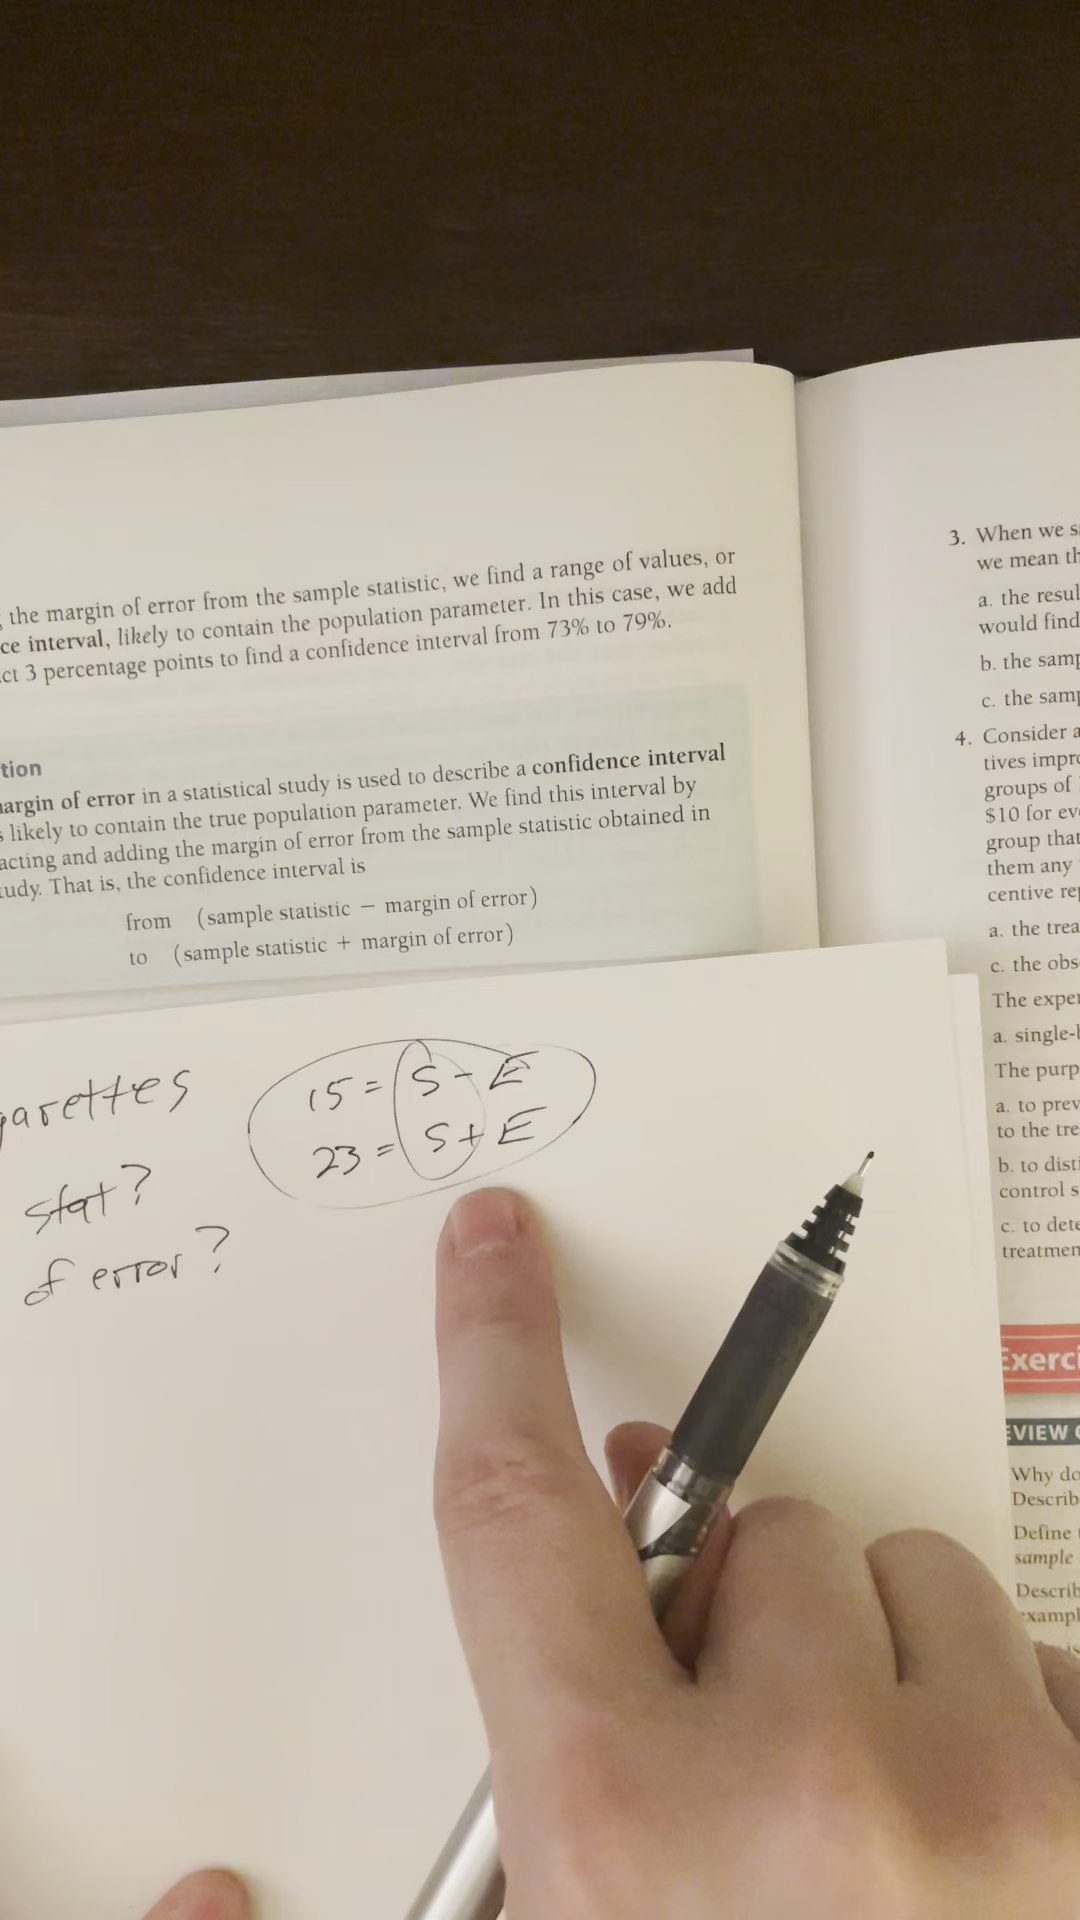 the margin of error from the sample statistic, we find a range of values, or
ce interval, likely to contain the population parameter. In this case, we add
ct 3 percentage points to find a confidence interval from 73% to 79%.
tion
margin of error in a statistical study is used to describe a confidence interval
likely to contain the true population parameter. We find this interval by
acting and adding the margin of error from the sample statistic obtained in
tudy. That is, the confidence interval is
from (sample statistic − margin of error)
to (sample statistic + margin of error)
garettes
stat?
of error?
15 = S - E
23 = S + E
3. When we s
we mean th
a. the resul
would find
b. the samp
c. the samp
4. Consider a
tives impro
groups of
$10 for eve
group that
them any
centive rep
a. the trea
c. the obs
The exper
a. single-b
The purp
a. to prev
to the tre
b. to disti
control s
c. to dete
treatmen
Exerci
EVIEW
Why do
Describ
Define
sample
Describ
exampl